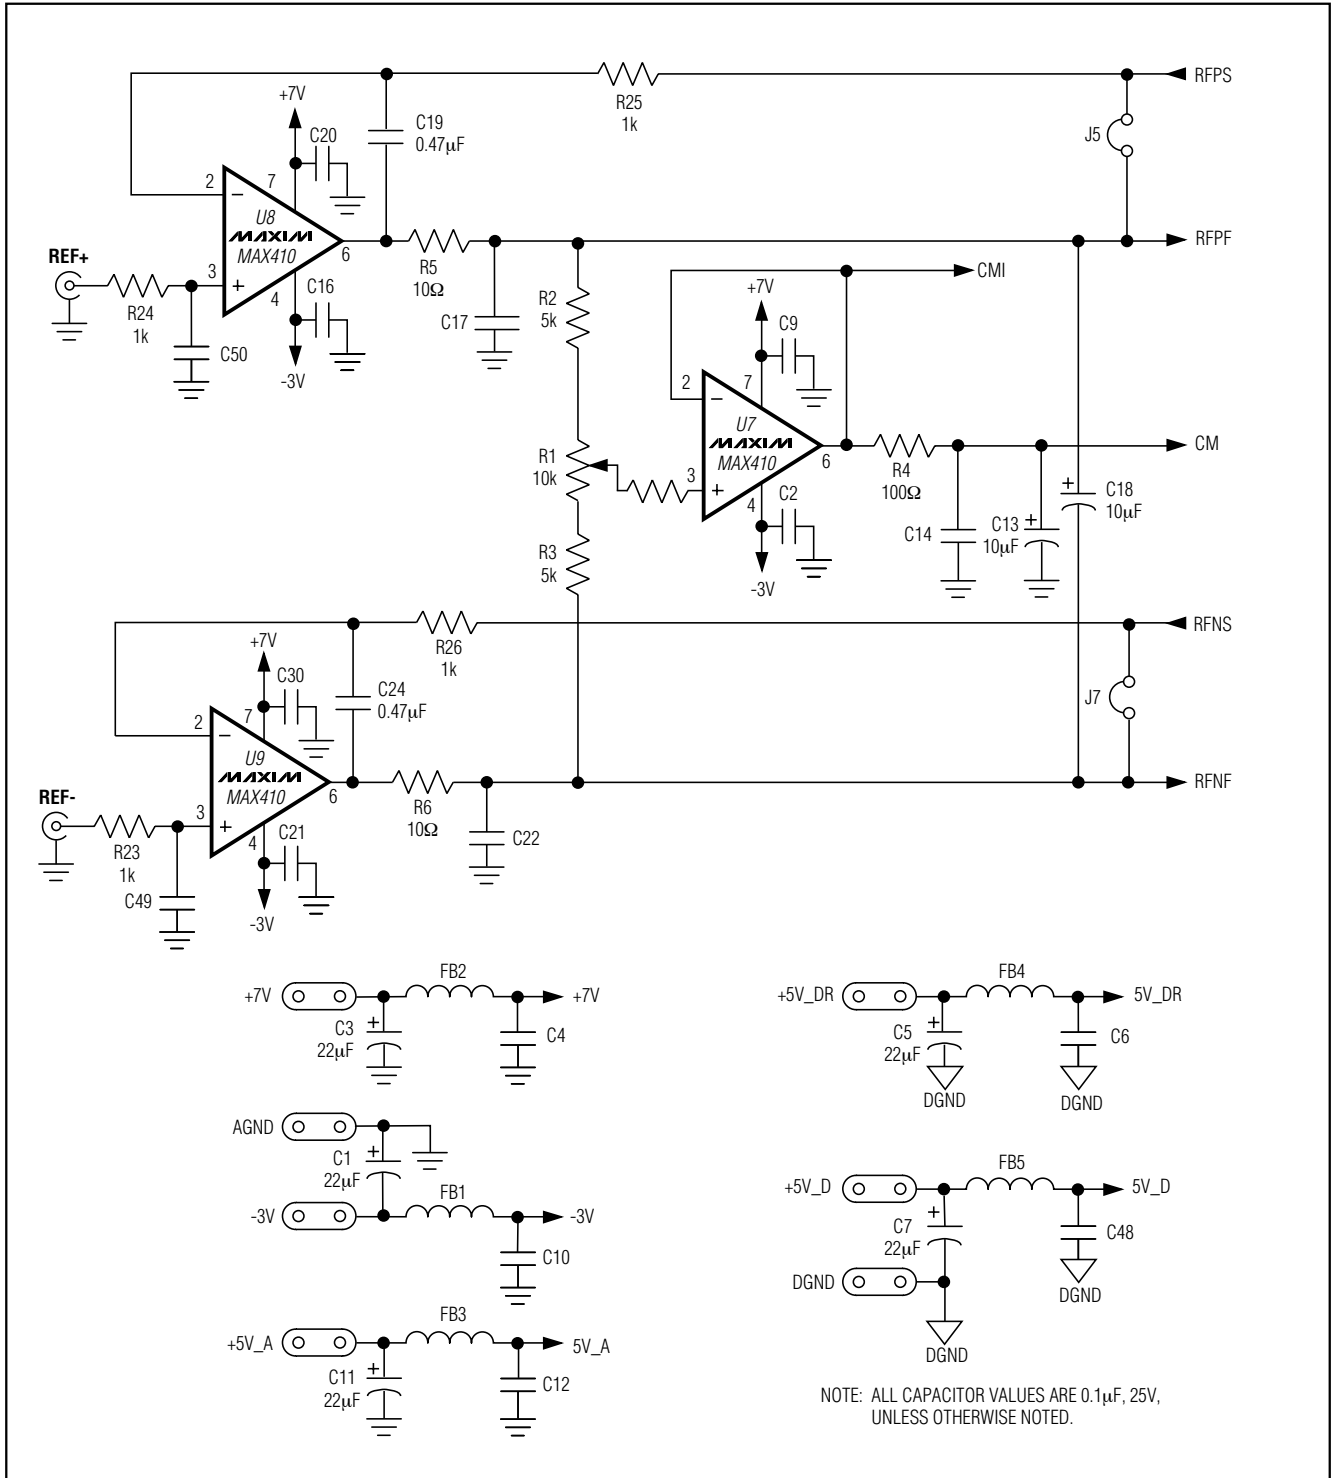 RFPS
R25
1k
+7V
C20
C19
0.47µF
J5
2
7
−
U8
MAXIM
MAX410
6
REF+
3
+
4
R24
1k
C50
C16
-3V
R5
10Ω
C17
RFPF
R2
5k
CMI
+7V
C9
2
7
−
U7
MAXIM
MAX410
6
R1
10k
3
+
4
C2
-3V
R4
100Ω
CM
C14
C13
10µF
+
+
C18
10µF
R3
5k
RFNS
R26
1k
+7V
C30
C24
0.47µF
J7
2
7
−
U9
MAXIM
MAX410
6
REF-
3
+
4
R23
1k
C49
C21
-3V
R6
10Ω
C22
RFNF
+7V
FB2
+7V
C3
22µF
+
C4
+5V_DR
FB4
5V_DR
C5
22µF
+
C6
DGND
DGND
AGND
C1
22µF
+
-3V
FB1
-3V
C10
+5V_D
FB5
5V_D
C7
22µF
+
C48
DGND
DGND
DGND
+5V_A
FB3
5V_A
C11
22µF
+
C12
NOTE: ALL CAPACITOR VALUES ARE 0.1µF, 25V,
UNLESS OTHERWISE NOTED.